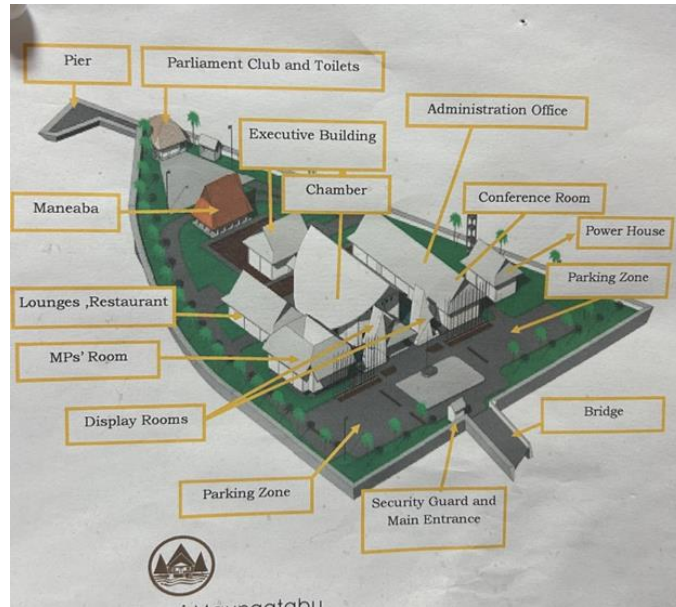 Pier
Parliament Club and Toilets
Administration Office
Executive Building
Chamber
Conference Room
Maneaba
Power House
Parking Zone
Lounges ,Restaurant
MPs' Room
Display Rooms
Bridge
Parking Zone
Security Guard and
Main Entrance